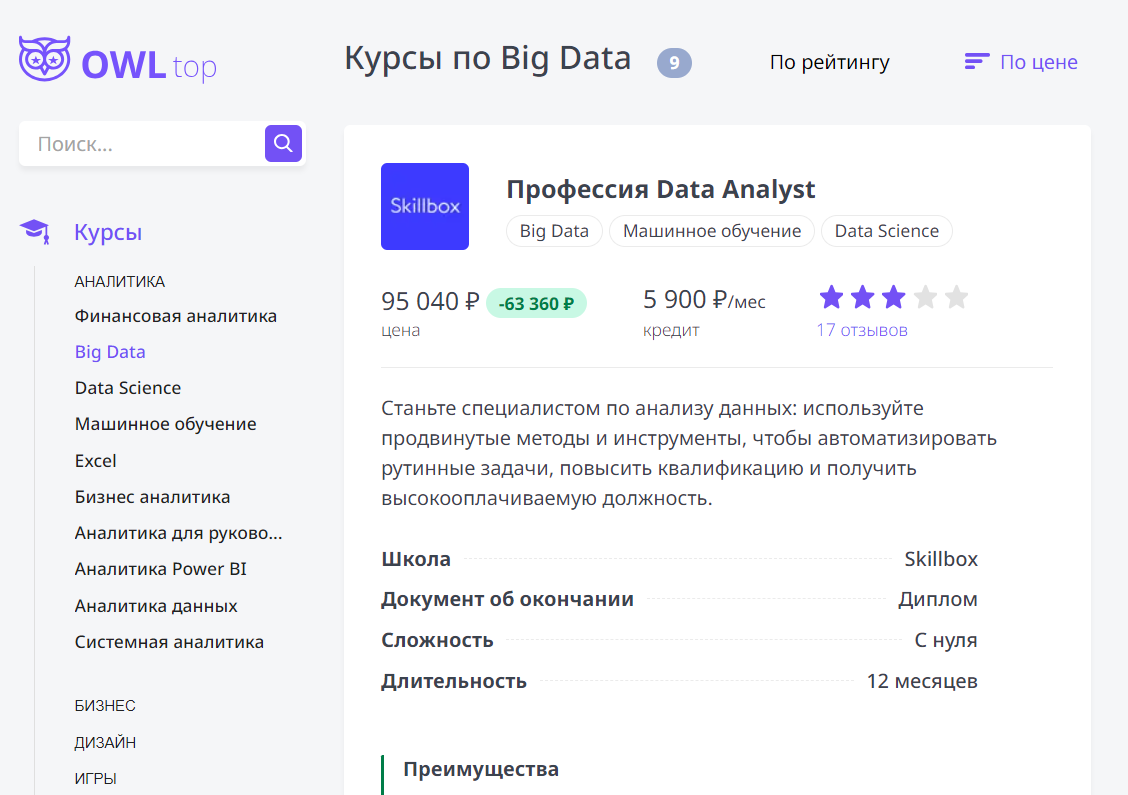 OWL top
Курсы по Big Data 9
По рейтингу
По цене
Поиск...
Курсы
АНАЛИТИКА
Финансовая аналитика
Big Data
Data Science
Машинное обучение
Excel
Бизнес аналитика
Аналитика для руково...
Аналитика Power BI
Аналитика данных
Системная аналитика
БИЗНЕС
ДИЗАЙН
ИГРЫ
Skillbox
Профессия Data Analyst
Big Data Машинное обучение Data Science
95 040 ₽ -63 360 ₽
цена
5 900 ₽/мес
кредит
17 отзывов
Станьте специалистом по анализу данных: используйте
продвинутые методы и инструменты, чтобы автоматизировать
рутинные задачи, повысить квалификацию и получить
высокооплачиваемую должность.
Школа Skillbox
Документ об окончании Диплом
Сложность С нуля
Длительность 12 месяцев
Преимущества